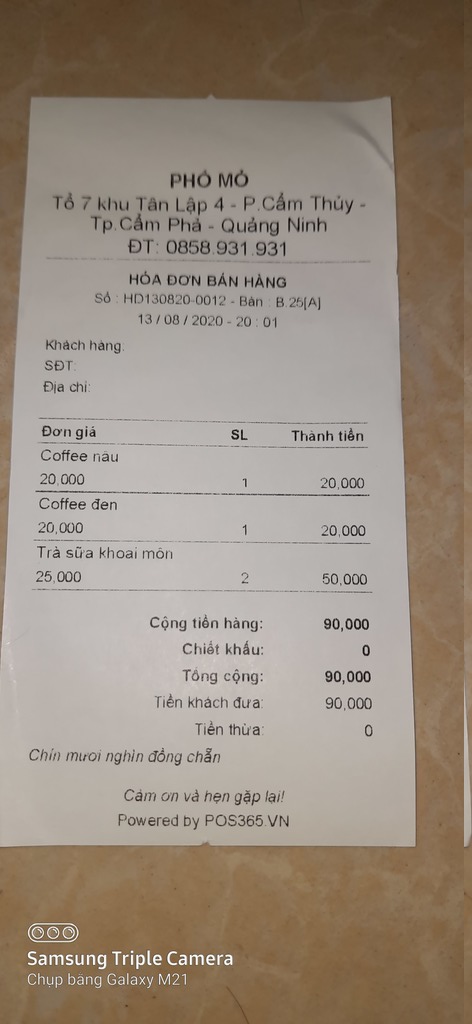 PHỐ MỎ
Tổ 7 khu Tân Lập 4 - P.Cẩm Thủy -
Tp.Cẩm Phả - Quảng Ninh
ĐT: 0858.931.931
HÓA ĐƠN BÁN HÀNG
Số : HD130820-0012 - Bàn : B.25[A]
13 / 08 / 2020 - 20 : 01
Khách hàng:
SĐT:
Địa chỉ:
Đơn giá SL Thành tiền
Coffee nâu
20,000 1 20,000
Coffee đen
20,000 1 20,000
Trà sữa khoai môn
25,000 2 50,000
Cộng tiền hàng: 90,000
Chiết khấu: 0
Tổng cộng: 90,000
Tiền khách đưa: 90,000
Tiền thừa: 0
Chín mươi nghìn đồng chẵn
Cảm ơn và hẹn gặp lại!
Powered by POS365.VN
Samsung Triple Camera
Chụp bằng Galaxy M21